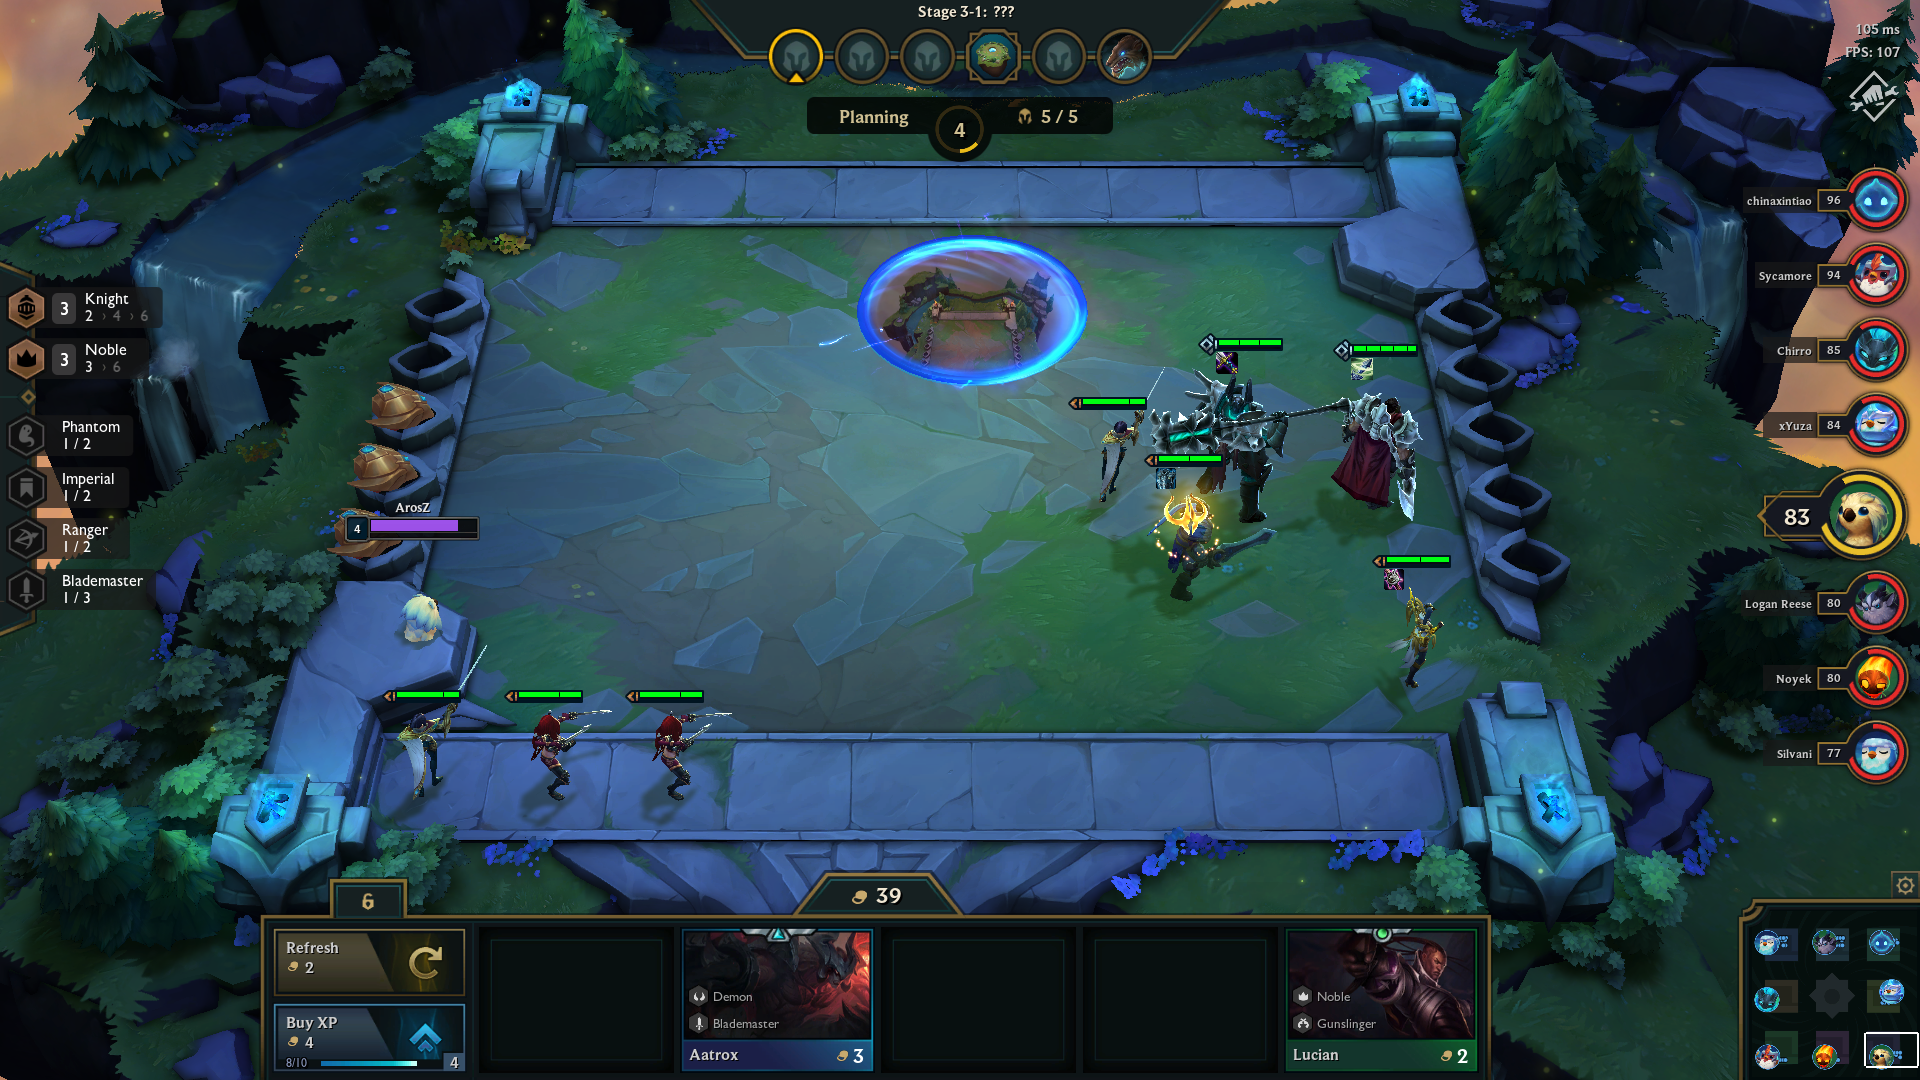 Stage 3-1: ???
105 ms
FPS: 107
Planning
4
5 / 5
chinaxintiao 96
Sycamore 94
Chirro 85
xYuza 84
83
Logan Reese 80
Noyek 80
Silvani 77
3 Knight
2 › 4 › 6
3 Noble
3 › 6
Phantom
1 / 2
Imperial
1 / 2
Ranger
1 / 2
Blademaster
1 / 3
ArosZ
4
6
39
Refresh
2
Buy XP
4
8/10
4
Demon
Blademaster
Aatrox 3
Noble
Gunslinger
Lucian 2